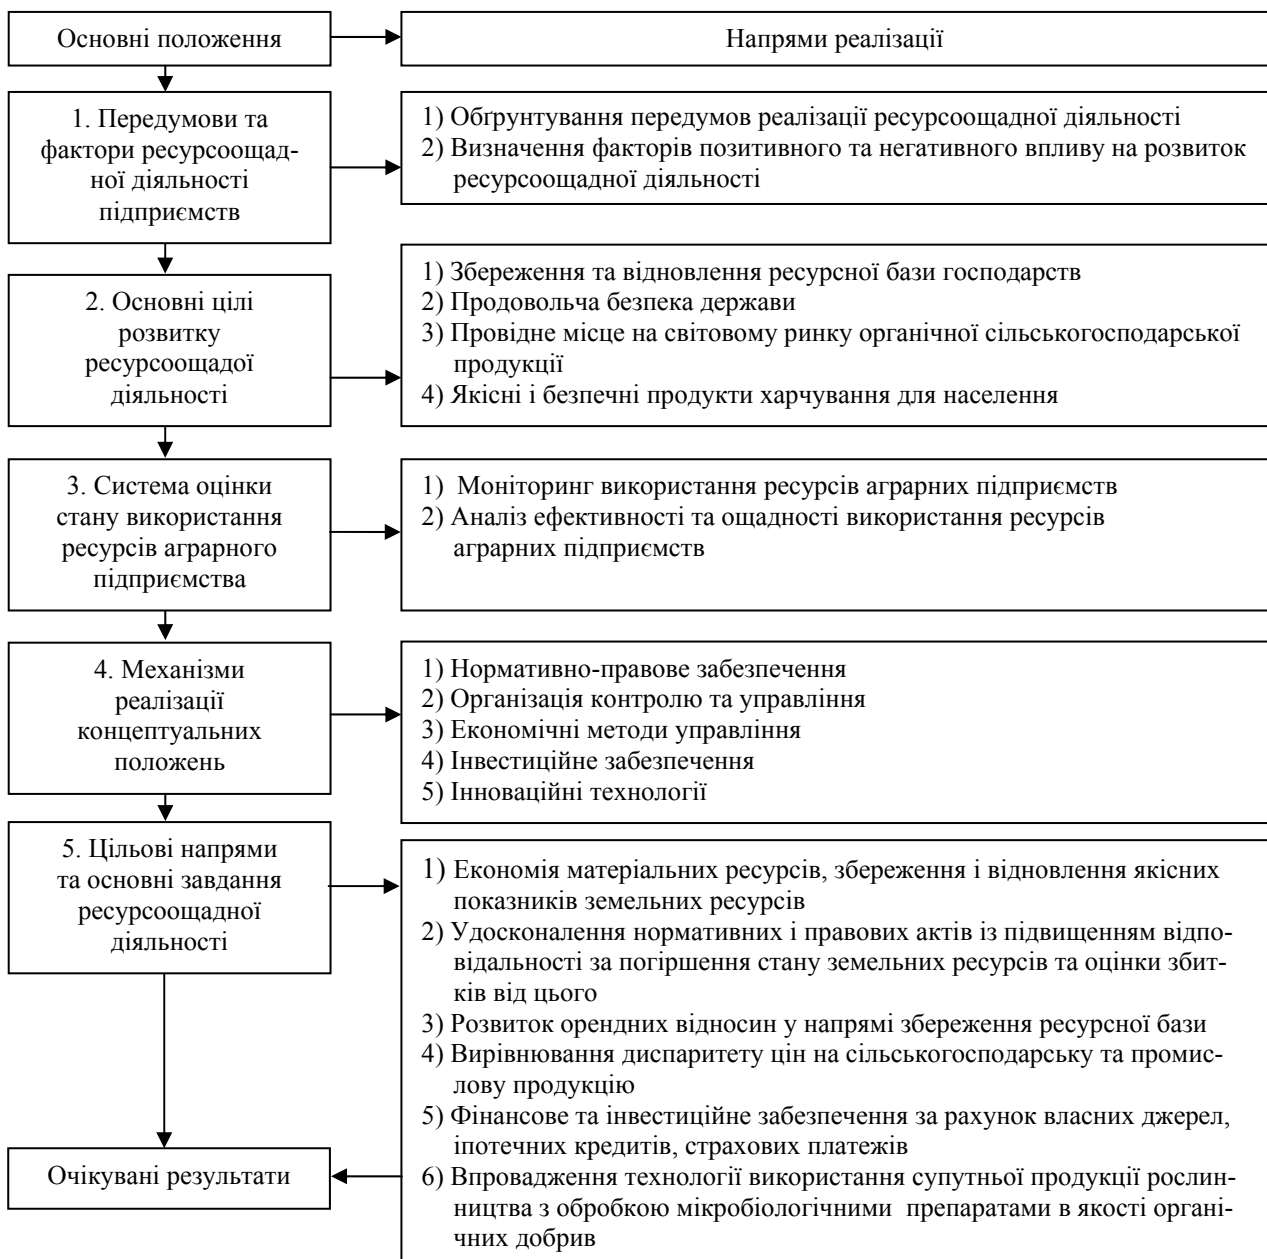 Основні положення
Напрями реалізації
1. Передумови та
фактори ресурсоощад-
ної діяльності
підприємств
1) Обґрунтування передумов реалізації ресурсоощадної діяльності
2) Визначення факторів позитивного та негативного впливу на розвиток
ресурсоощадної діяльності
2. Основні цілі
розвитку
ресурсоощадої
діяльності
1) Збереження та відновлення ресурсної бази господарств
2) Продовольча безпека держави
3) Провідне місце на світовому ринку органічної сільськогосподарської
продукції
4) Якісні і безпечні продукти харчування для населення
3. Система оцінки
стану використання
ресурсів аграрного
підприємства
1) Моніторинг використання ресурсів аграрних підприємств
2) Аналіз ефективності та ощадності використання ресурсів
аграрних підприємств
4. Механізми
реалізації
концептуальних
положень
1) Нормативно-правове забезпечення
2) Організація контролю та управління
3) Економічні методи управління
4) Інвестиційне забезпечення
5) Інноваційні технології
5. Цільові напрями
та основні завдання
ресурсоощадної
діяльності
1) Економія матеріальних ресурсів, збереження і відновлення якісних
показників земельних ресурсів
2) Удосконалення нормативних і правових актів із підвищенням відпо-
відальності за погіршення стану земельних ресурсів та оцінки збит-
ків від цього
3) Розвиток орендних відносин у напрямі збереження ресурсної бази
4) Вирівнювання диспаритету цін на сільськогосподарську та промис-
лову продукцію
5) Фінансове та інвестиційне забезпечення за рахунок власних джерел,
іпотечних кредитів, страхових платежів
6) Впровадження технології використання супутньої продукції рослин-
ництва з обробкою мікробіологічними препаратами в якості органі-
чних добрив
Очікувані результати